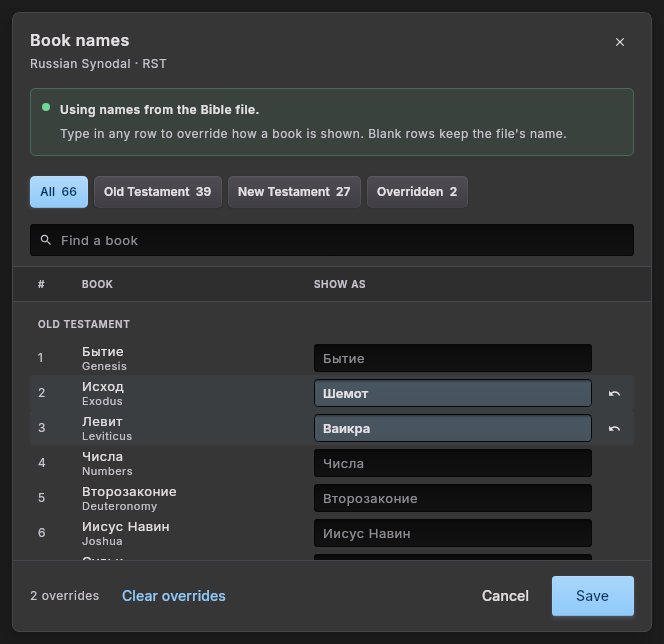 Book names
Russian Synodal · RST
Using names from the Bible file.
Type in any row to override how a book is shown. Blank rows keep the file's name.
All 66 Old Testament 39 New Testament 27 Overridden 2
Find a book
# BOOK SHOW AS
OLD TESTAMENT
1 Бытие Бытие
Genesis
2 Исход Шемот
Exodus
3 Левит Ваикра
Leviticus
4 Числа Числа
Numbers
5 Второзаконие Второзаконие
Deuteronomy
6 Иисус Навин Иисус Навин
Joshua
2 overrides Clear overrides Cancel Save